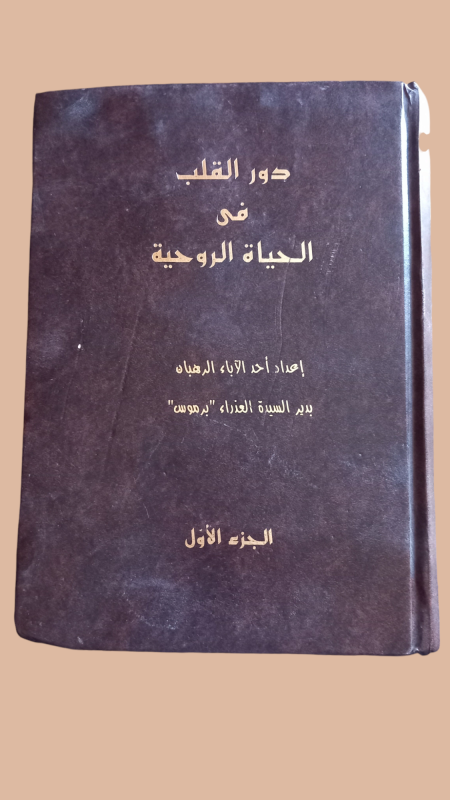 دور القلب
فى
الحياة الروحية
إعداد أحد الآباء الرهبان
بدير السيدة العذراء "برموس"
الجزء الأول